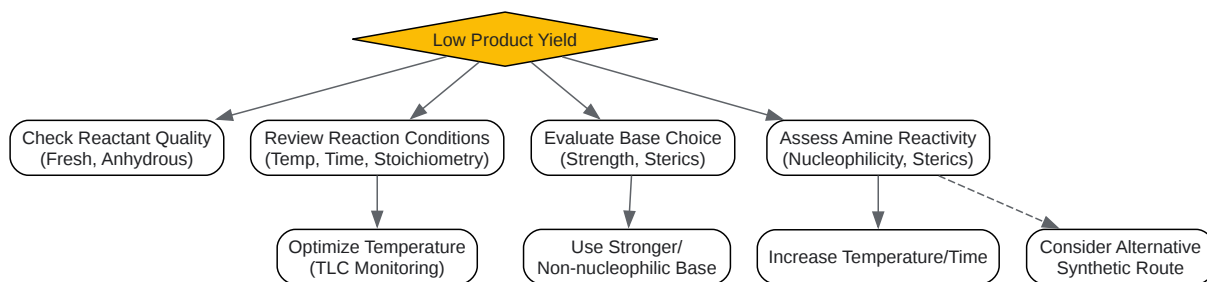 Low Product Yield
Check Reactant Quality
(Fresh, Anhydrous)
Review Reaction Conditions
(Temp, Time, Stoichiometry)
Evaluate Base Choice
(Strength, Sterics)
Assess Amine Reactivity
(Nucleophilicity, Sterics)
Optimize Temperature
(TLC Monitoring)
Use Stronger/
Non-nucleophilic Base
Increase Temperature/Time
Consider Alternative
Synthetic Route